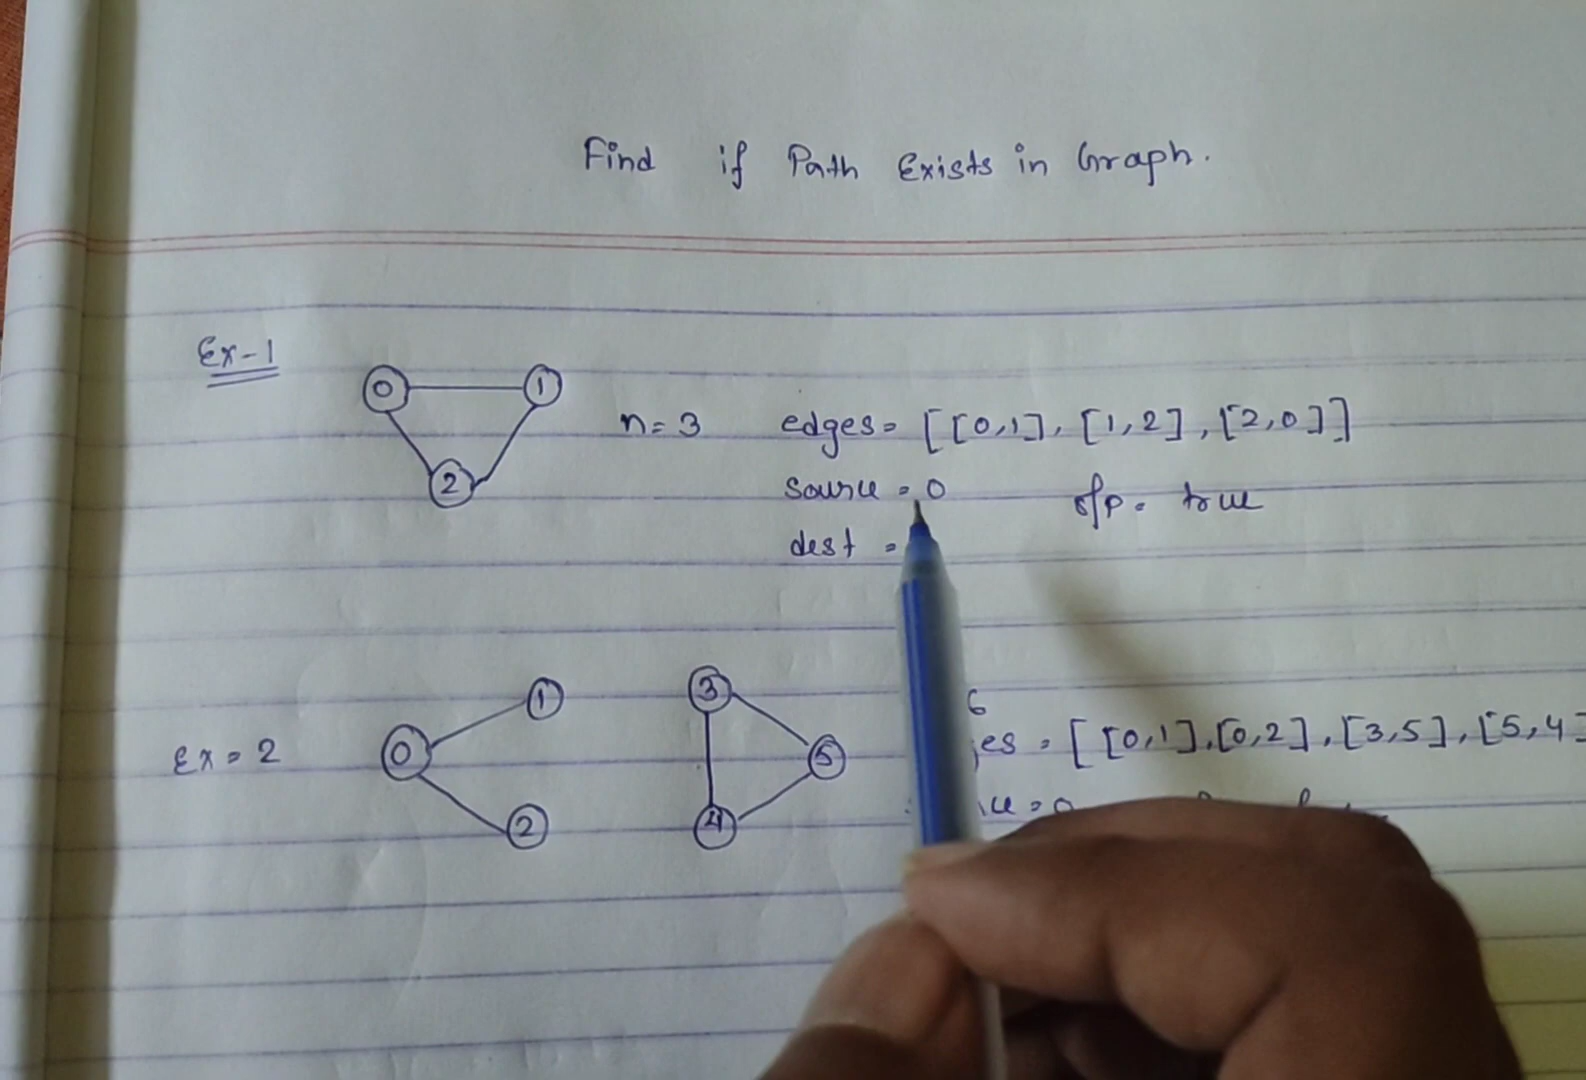 Find if Path Exists in Graph.
Ex-1
0 1
2
n=3 edges= [[0,1], [1,2], [2,0]]
source = 0 o/p = true
dest =
Ex = 2
0 1 2
3 5 4
6
es = [[0,1],[0,2],[3,5],[5,4]
ce = 0